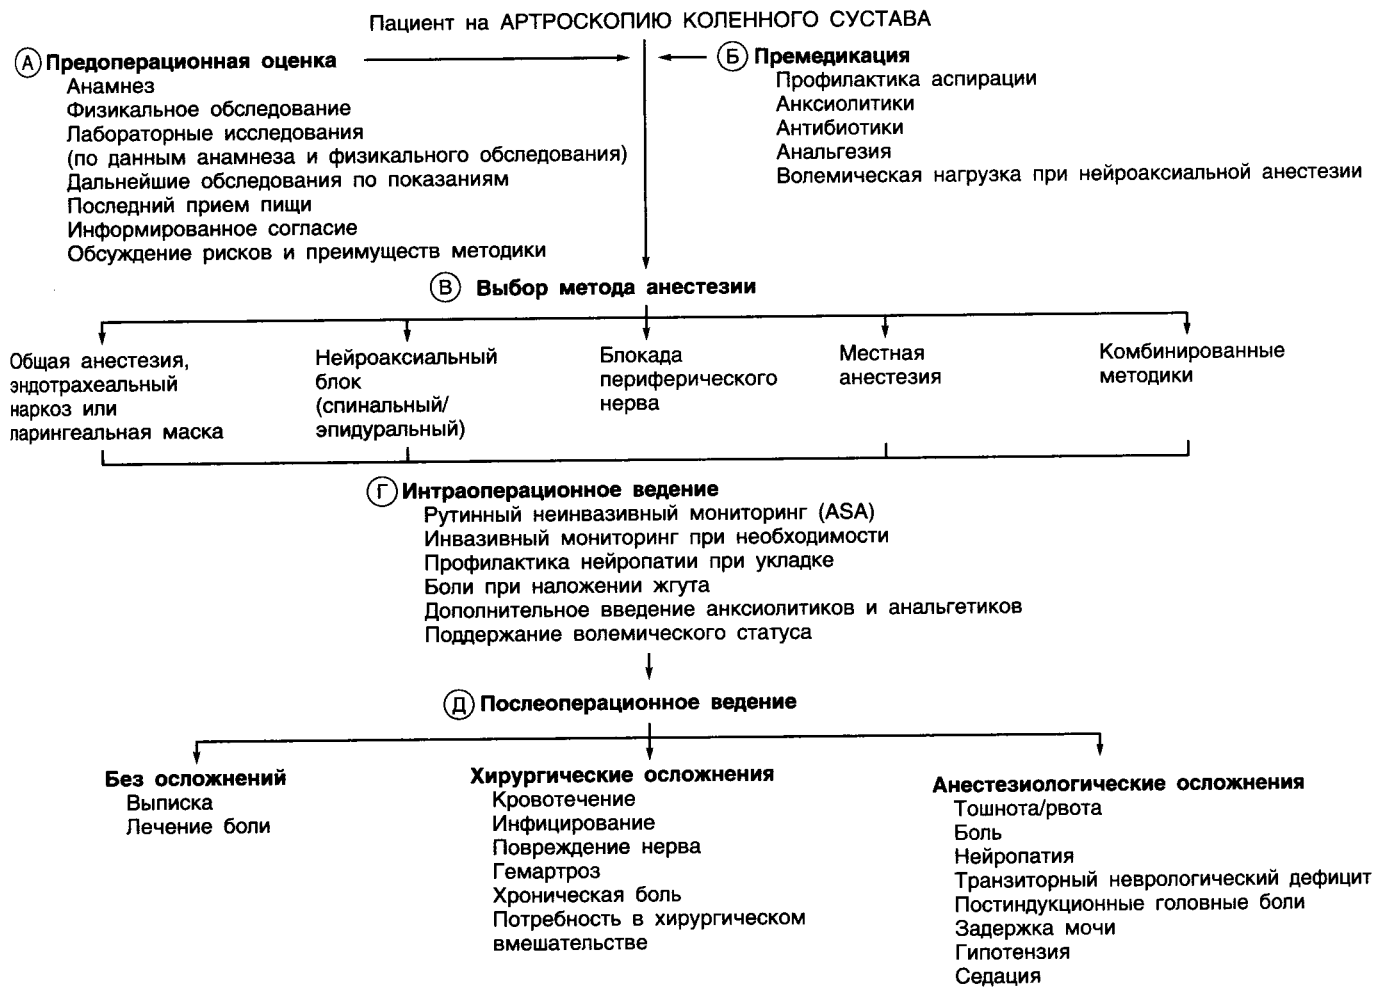 Пациент на АРТРОСКОПИЮ КОЛЕННОГО СУСТАВА
А Предоперационная оценка
Анамнез
Физикальное обследование
Лабораторные исследования
(по данным анамнеза и физикального обследования)
Дальнейшие обследования по показаниям
Последний прием пищи
Информированное согласие
Обсуждение рисков и преимуществ методики
Б Премедикация
Профилактика аспирации
Анксиолитики
Антибиотики
Анальгезия
Волемическая нагрузка при нейроаксиальной анестезии
В Выбор метода анестезии
Общая анестезия,
эндотрахеальный
наркоз или
ларингеальная маска
Нейроаксиальный
блок
(спинальный/
эпидуральный)
Блокада
периферического
нерва
Местная
анестезия
Комбинированные
методики
Г Интраоперационное ведение
Рутинный неинвазивный мониторинг (ASA)
Инвазивный мониторинг при необходимости
Профилактика нейропатии при укладке
Боли при наложении жгута
Дополнительное введение анксиолитиков и анальгетиков
Поддержание волемического статуса
Д Послеоперационное ведение
Без осложнений
Выписка
Лечение боли
Хирургические осложнения
Кровотечение
Инфицирование
Повреждение нерва
Гемартроз
Хроническая боль
Потребность в хирургическом
вмешательстве
Анестезиологические осложнения
Тошнота/рвота
Боль
Нейропатия
Транзиторный неврологический дефицит
Постиндукционные головные боли
Задержка мочи
Гипотензия
Седация